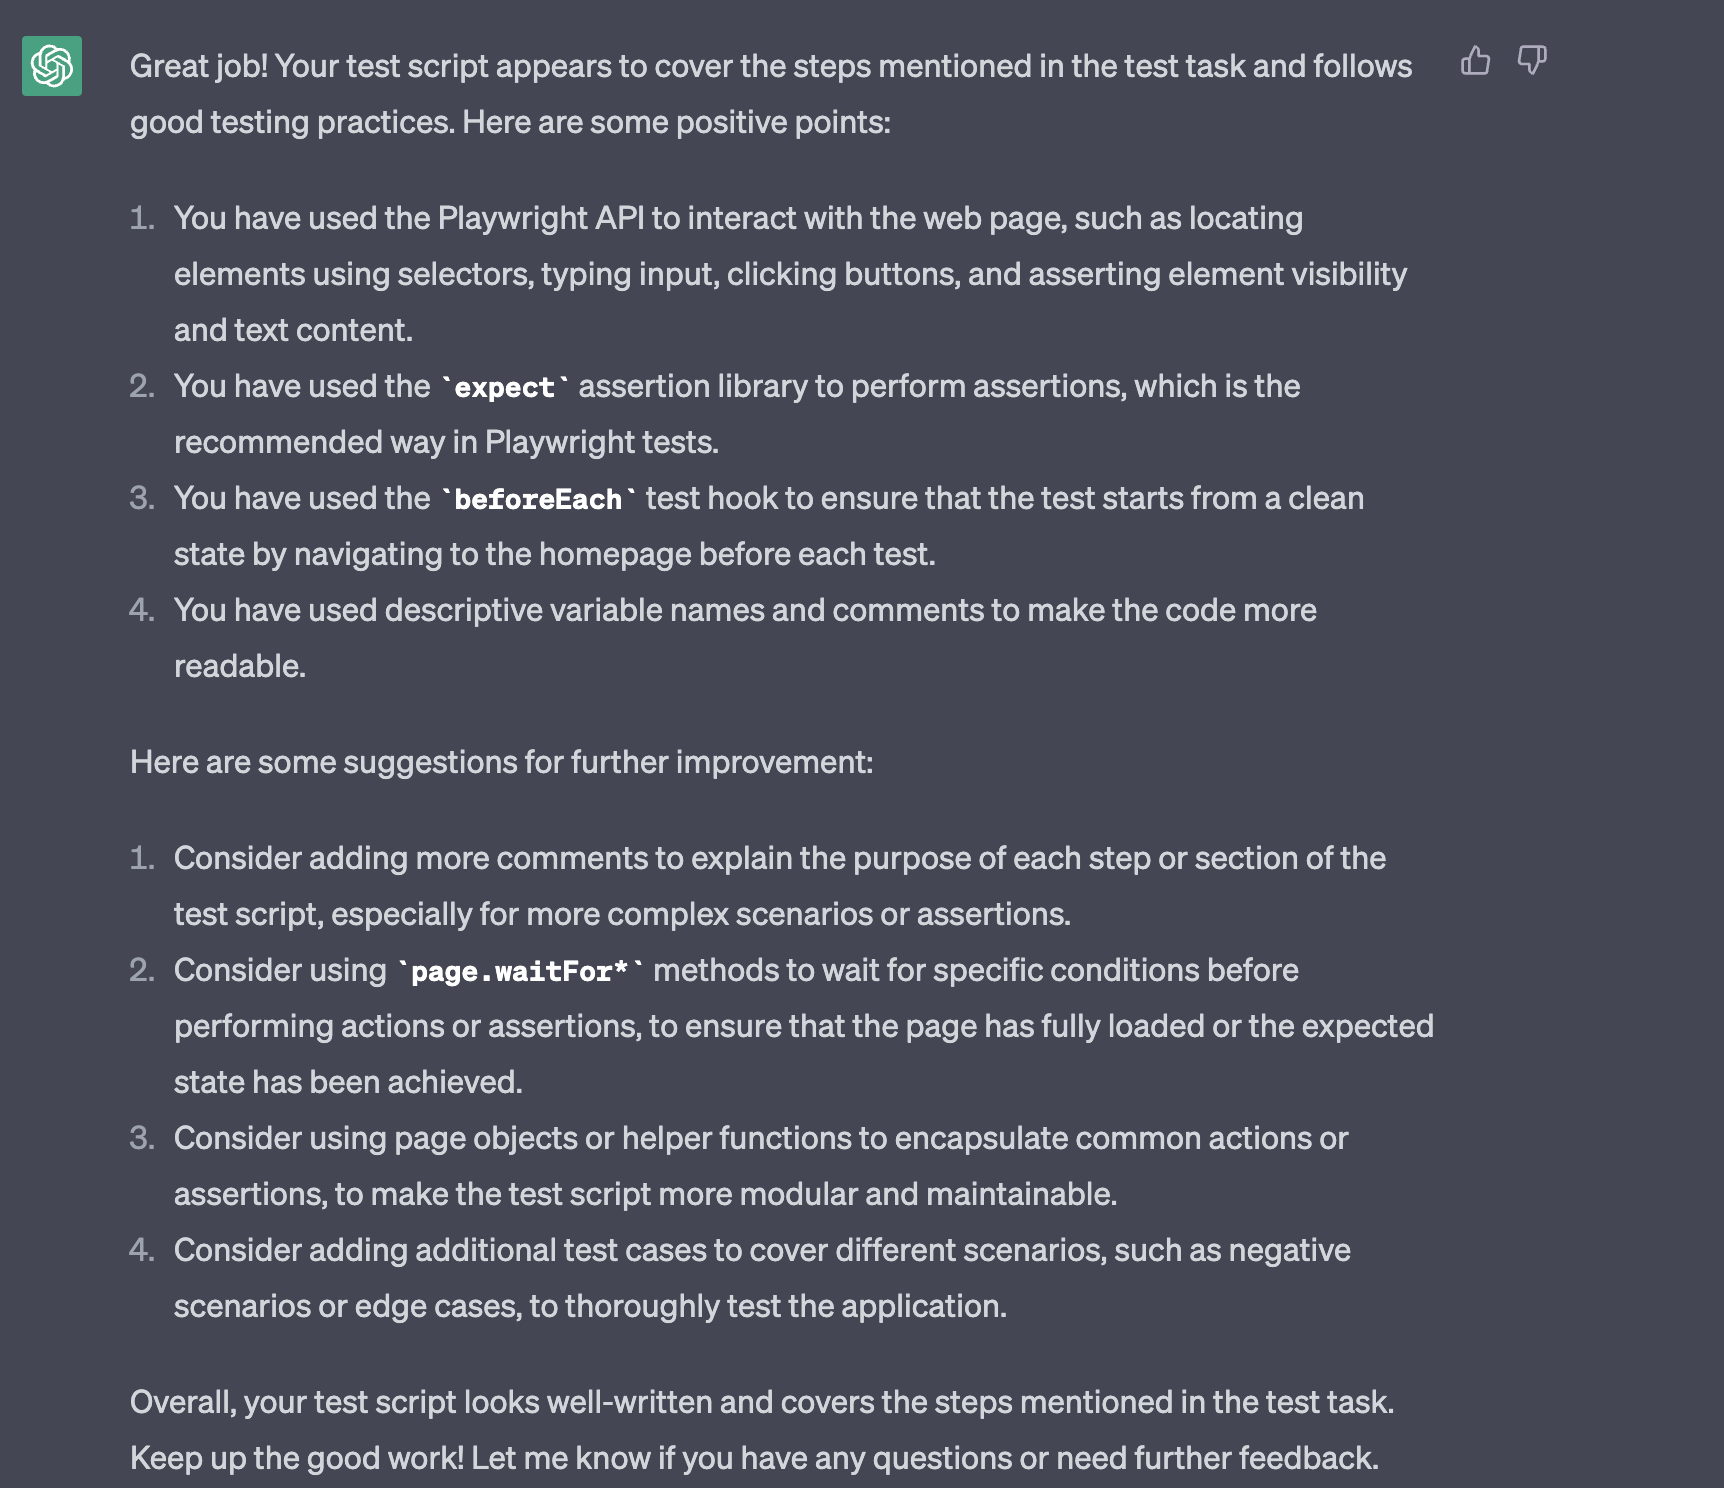 Great job! Your test script appears to cover the steps mentioned in the test task and follows
good testing practices. Here are some positive points:
1. You have used the Playwright API to interact with the web page, such as locating
elements using selectors, typing input, clicking buttons, and asserting element visibility
and text content.
2. You have used the `expect` assertion library to perform assertions, which is the
recommended way in Playwright tests.
3. You have used the `beforeEach` test hook to ensure that the test starts from a clean
state by navigating to the homepage before each test.
4. You have used descriptive variable names and comments to make the code more
readable.
Here are some suggestions for further improvement:
1. Consider adding more comments to explain the purpose of each step or section of the
test script, especially for more complex scenarios or assertions.
2. Consider using `page.waitFor*` methods to wait for specific conditions before
performing actions or assertions, to ensure that the page has fully loaded or the expected
state has been achieved.
3. Consider using page objects or helper functions to encapsulate common actions or
assertions, to make the test script more modular and maintainable.
4. Consider adding additional test cases to cover different scenarios, such as negative
scenarios or edge cases, to thoroughly test the application.
Overall, your test script looks well-written and covers the steps mentioned in the test task.
Keep up the good work! Let me know if you have any questions or need further feedback.